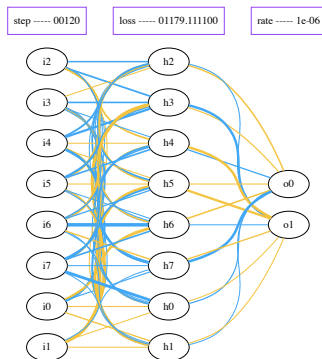 step ----- 00120 loss ----- 01179.111100 rate ----- 1e-06
i2 h2
i3 h3
i4 h4
i5 h5 o0
i6 h6 o1
i7 h7
i0 h0
i1 h1